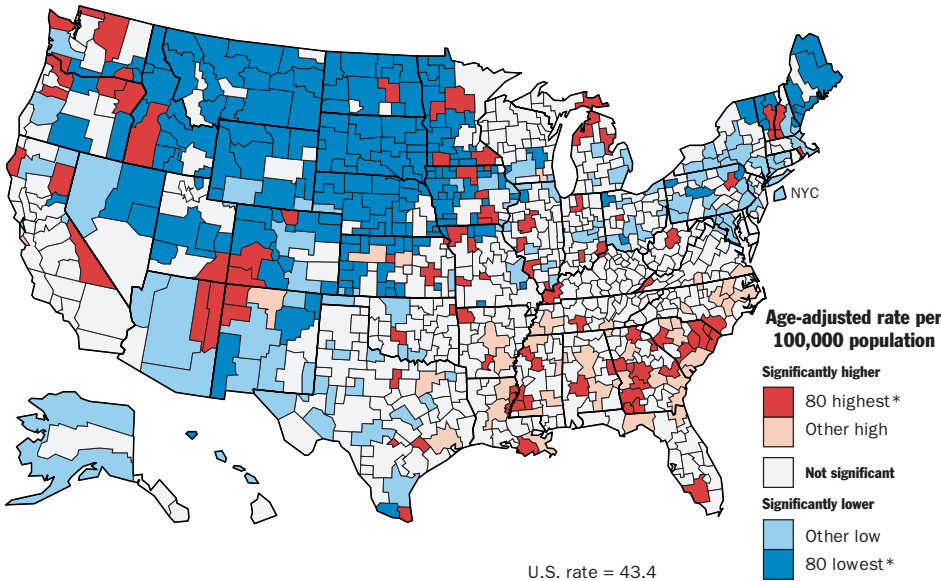 NYC
Age-adjusted rate per
100,000 population
Significantly higher
80 highest*
Other high
Not significant
Significantly lower
Other low
80 lowest*
U.S. rate = 43.4